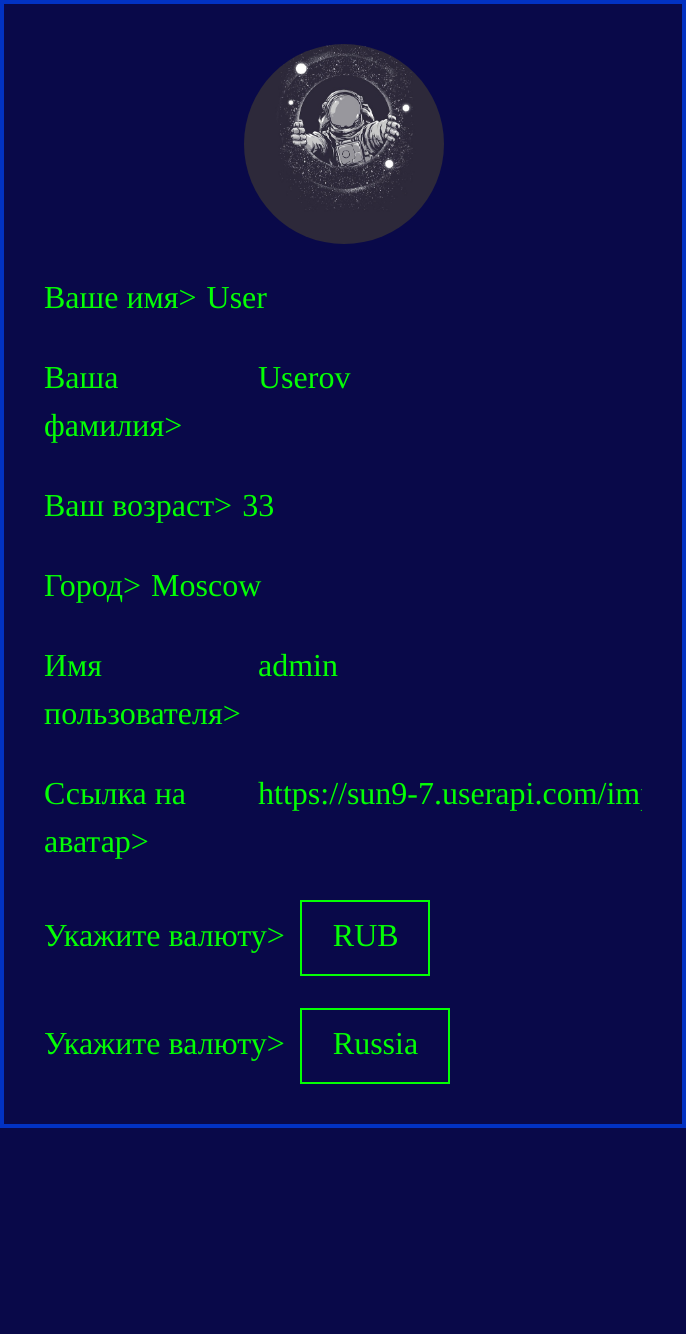 Ваше имя> User
Ваша фамилия> Userov
Ваш возраст> 33
Город> Moscow
Имя пользователя> admin
Ссылка на аватар> https://sun9-7.userapi.com/im
Укажите валюту> RUB
Укажите валюту> Russia